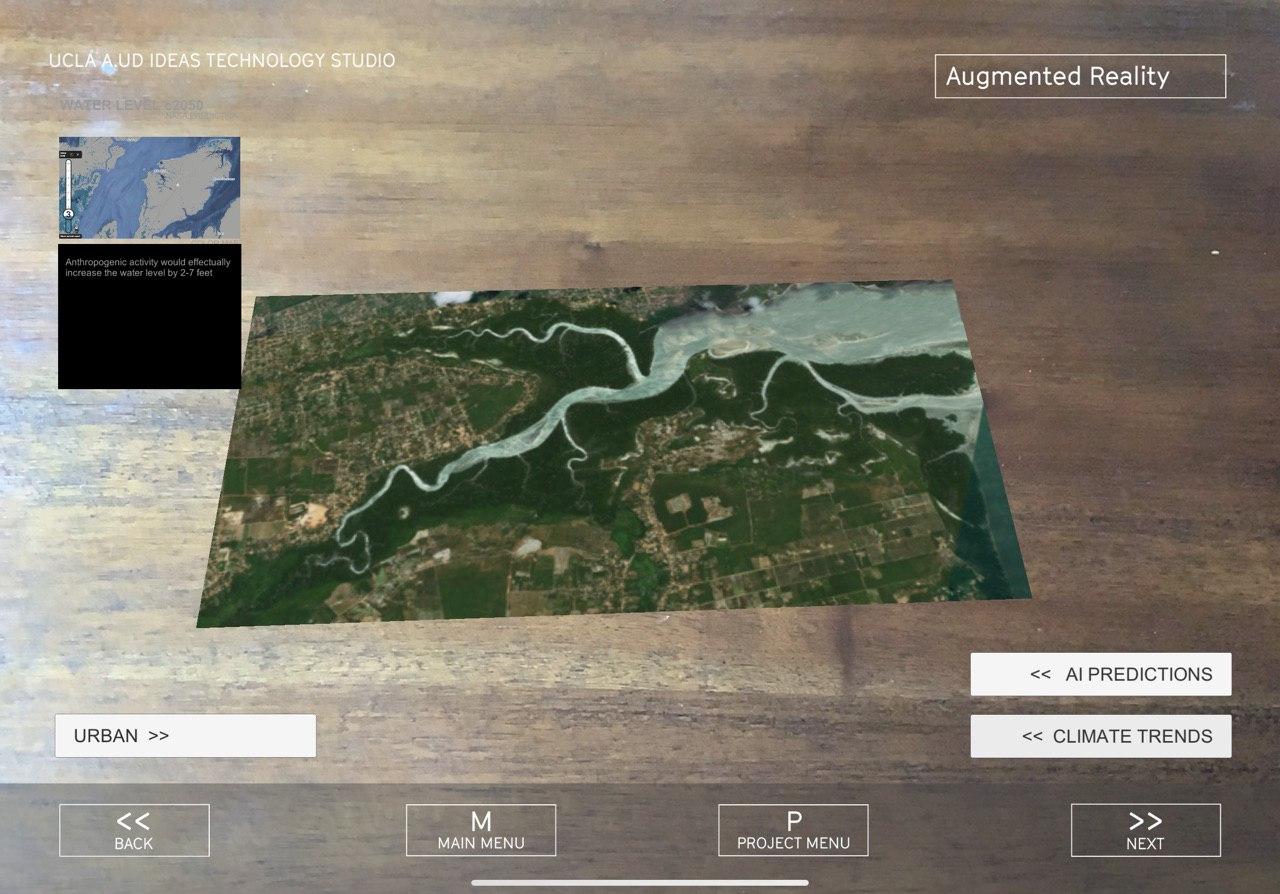 UCLA A.UD IDEAS TECHNOLOGY STUDIO
Augmented Reality
WATER LEVEL 62050
Anthropogenic activity would effectually
increase the water level by 2-7 feet
<< AI PREDICTIONS
URBAN >>
<< CLIMATE TRENDS
<<
BACK
M
MAIN MENU
P
PROJECT MENU
>>
NEXT